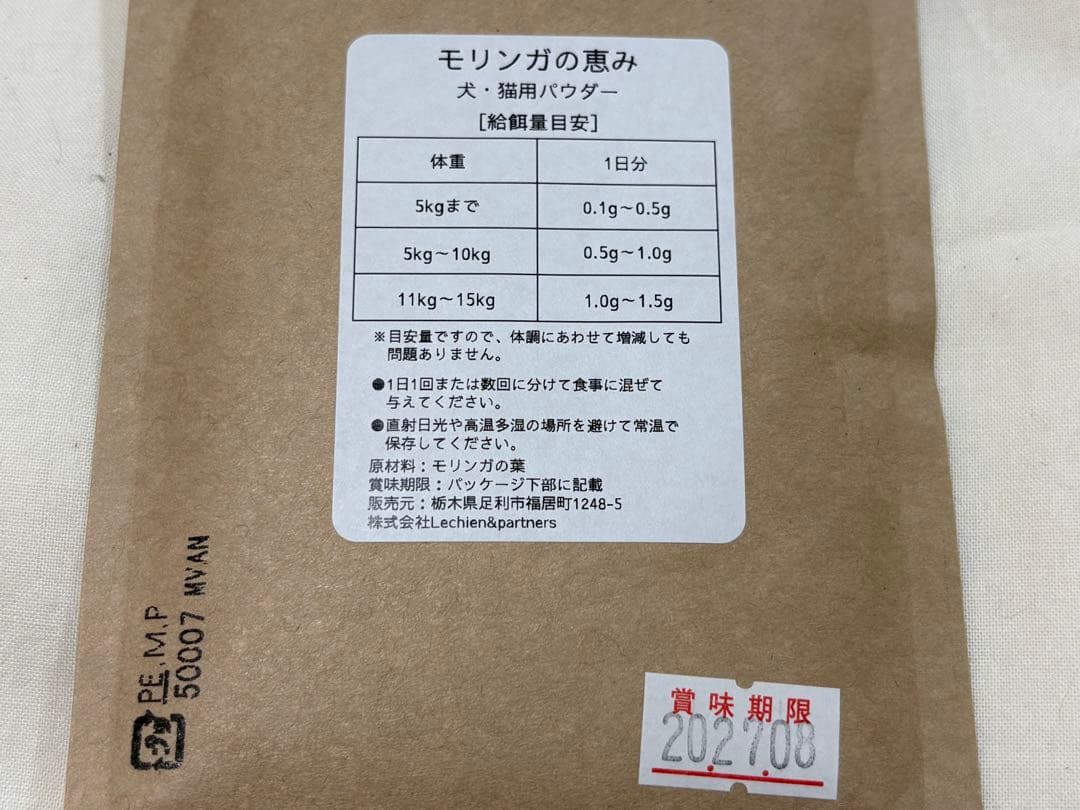 モリンガの恵み
犬・猫用パウダー
[給餌量目安]
体重 1日分
5kgまで 0.1g〜0.5g
5kg〜10kg 0.5g〜1.0g
11kg〜15kg 1.0g〜1.5g
※目安量ですので、体調にあわせて増減しても
問題ありません。
●1日1回または数回に分けて食事に混ぜて
与えてください。
●直射日光や高温多湿の場所を避けて常温で
保存してください。
原材料：モリンガの葉
賞味期限：パッケージ下部に記載
販売元：栃木県足利市福居町1248-5
株式会社Lechien&partners
PE.M.P
50007 MVAN
賞味期限
2027.08